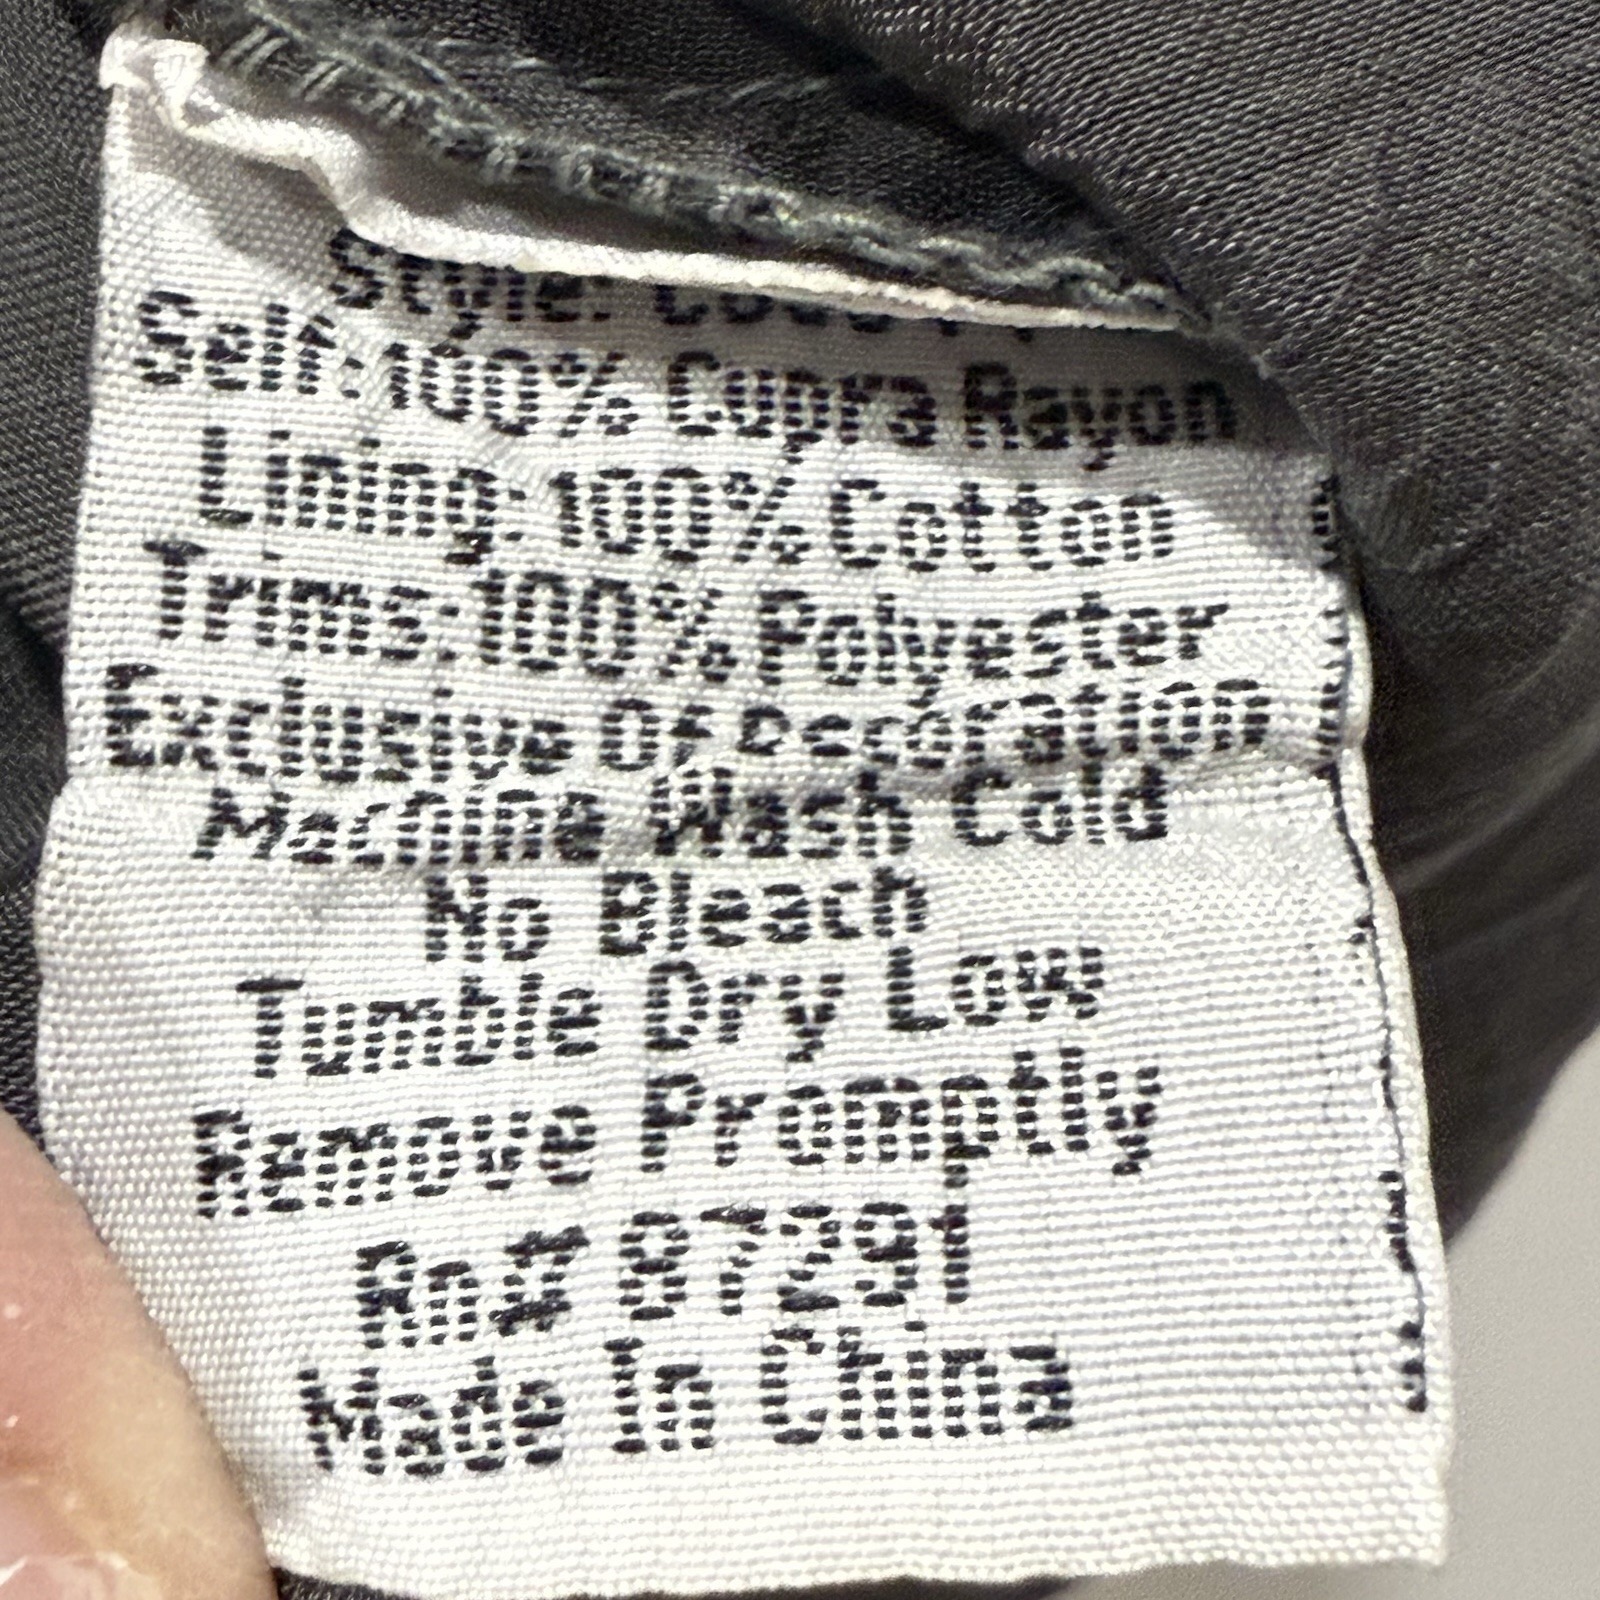 Style:
Self:100% Cupra Rayon
Lining:100% Cotton
Trims:100% Polyester
Exclusive Of Decoration
Machine Wash Cold
No Bleach
Tumble Dry Low
Remove Promptly
Rn# 87291
Made In China